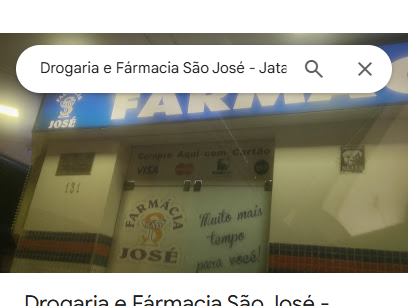 Drogaria e Fármacia São José - Jata
FARMÁC
JOSÉ
Compre Aqui com Cartão
VISA
131
FARMÁCIA
JOSÉ
Muito mais
tempo
para você!
Drogaria e Fármacia São José -